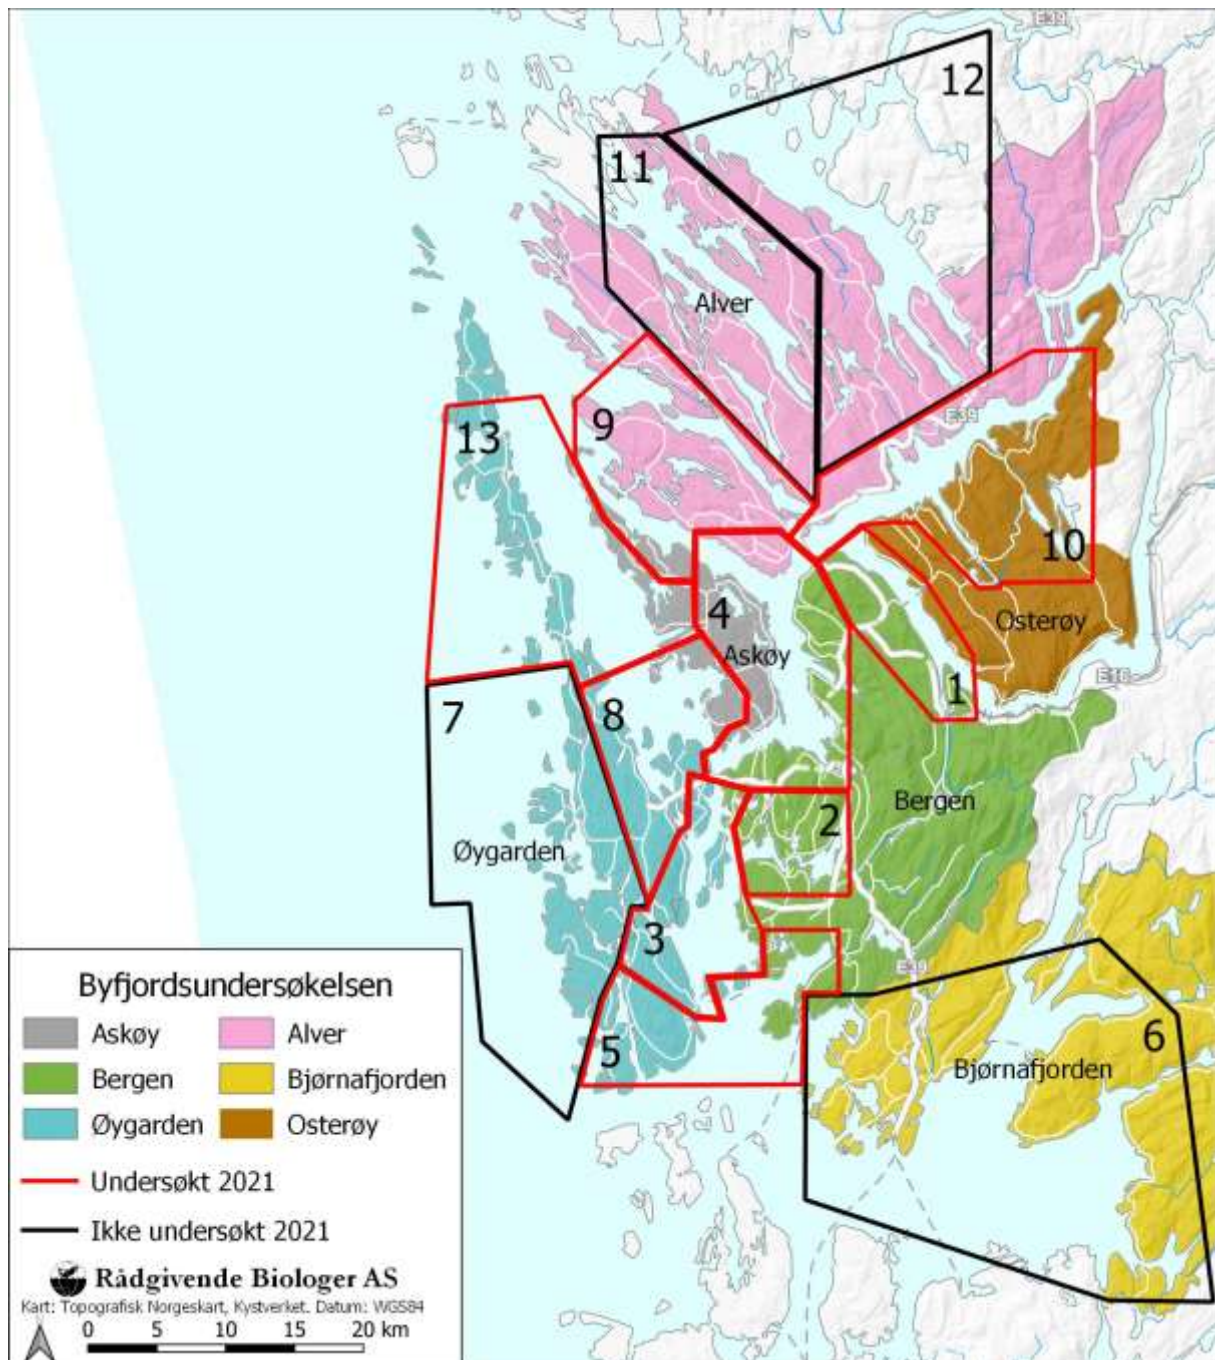 E39
12
11
Alver
9
E39
13
10
4
Osterøy
Askøy
E16
1
7
8
2
Bergen
Øygarden
3
E39
5
6
Bjørnafjorden
Byfjordsundersøkelsen
Askøy
Alver
Bergen
Bjørnafjorden
Øygarden
Osterøy
Undersøkt 2021
Ikke undersøkt 2021
Rådgivende Biologer AS
Kart: Topografisk Norgeskart, Kystverket. Datum: WGS84
0 5 10 15 20 km